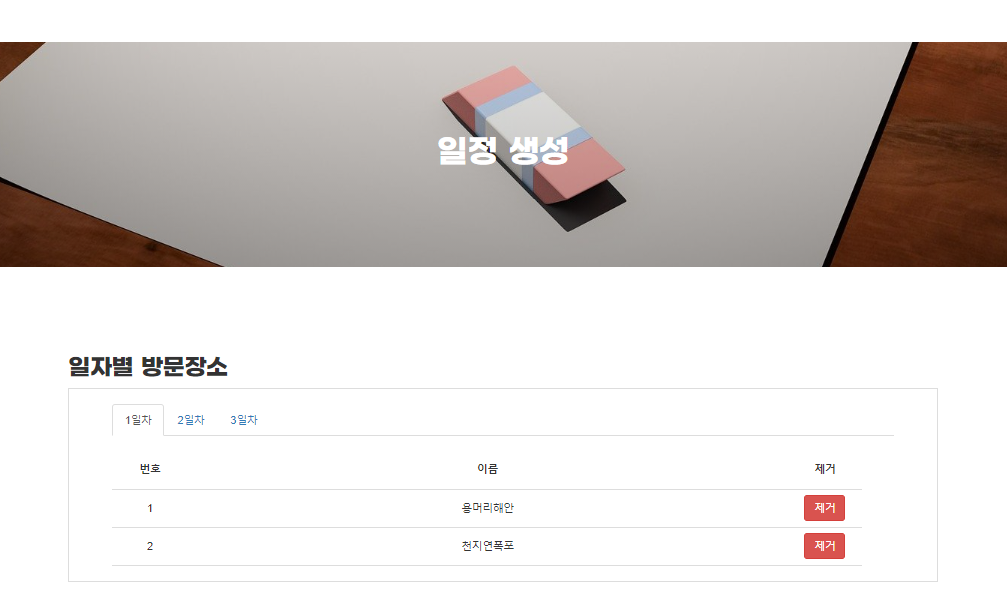 일정 생성
일자별 방문장소
1일차 2일차 3일차
번호 이름 제거
1 용머리해안 제거
2 천지연폭포 제거